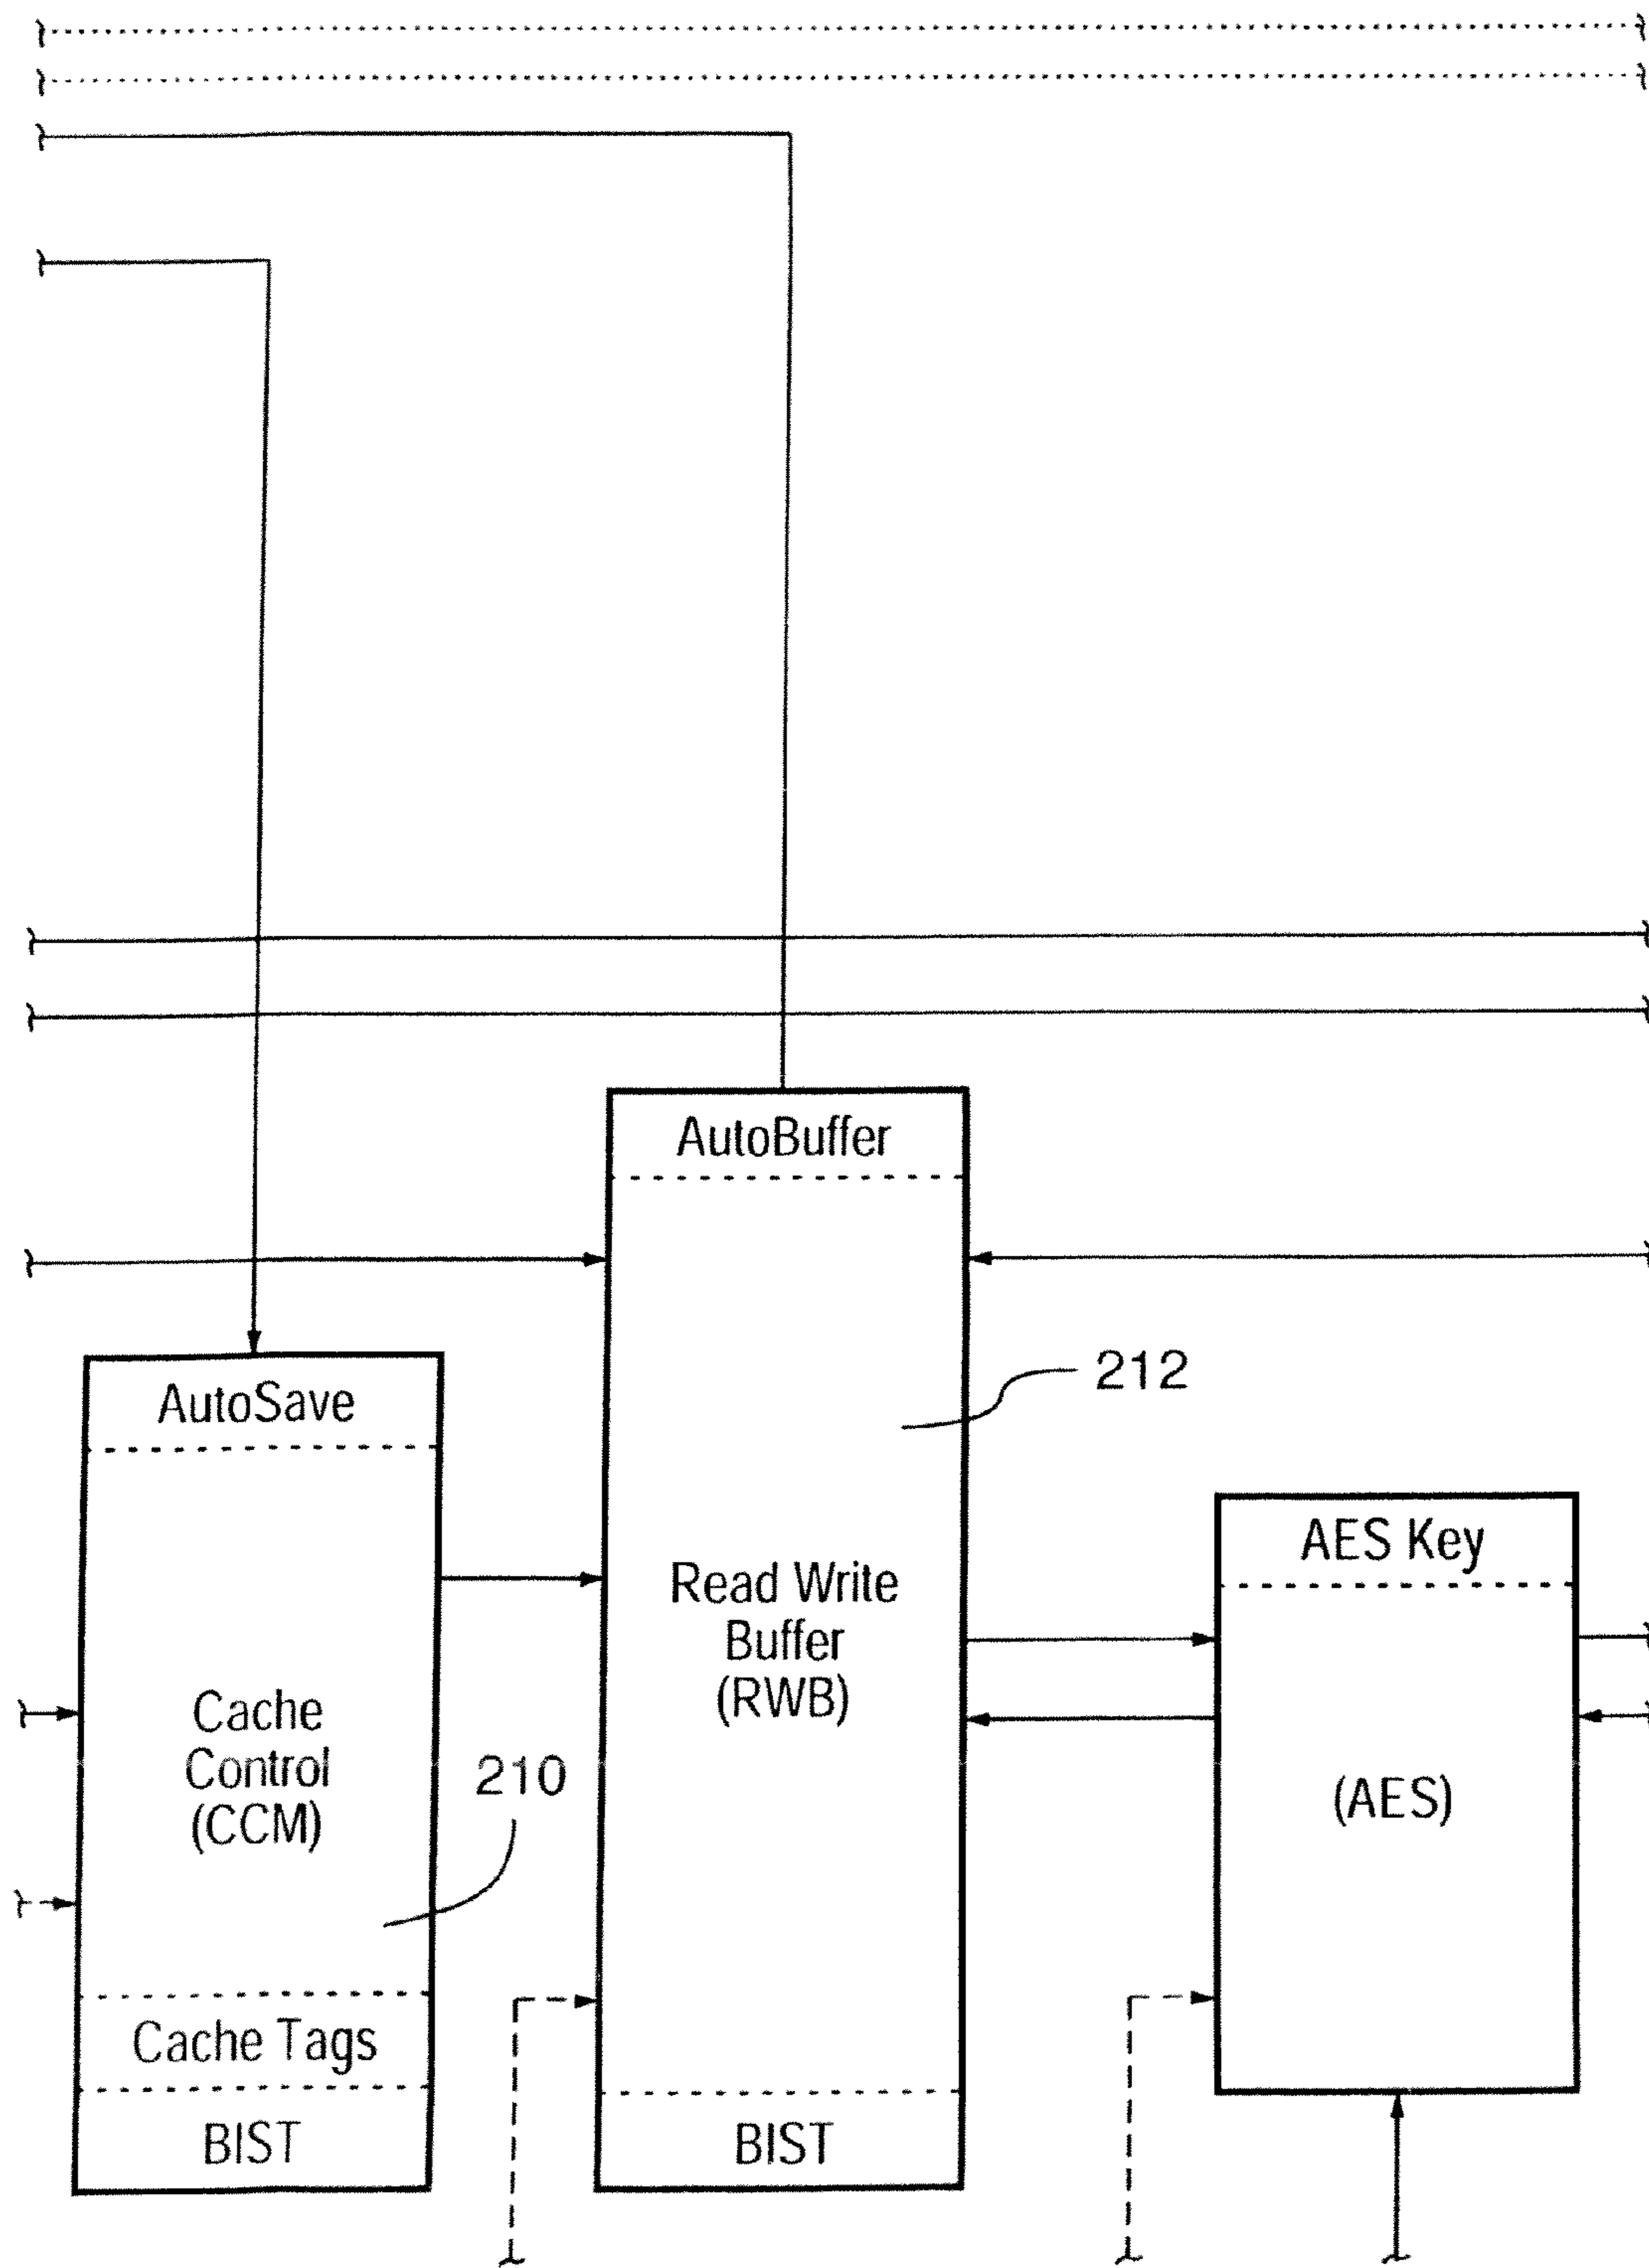 AutoBuffer
212
AutoSave
AES Key
Read Write
Buffer
(RWB)
Cache
Control
(CCM)
210
(AES)
Cache Tags
BIST
BIST